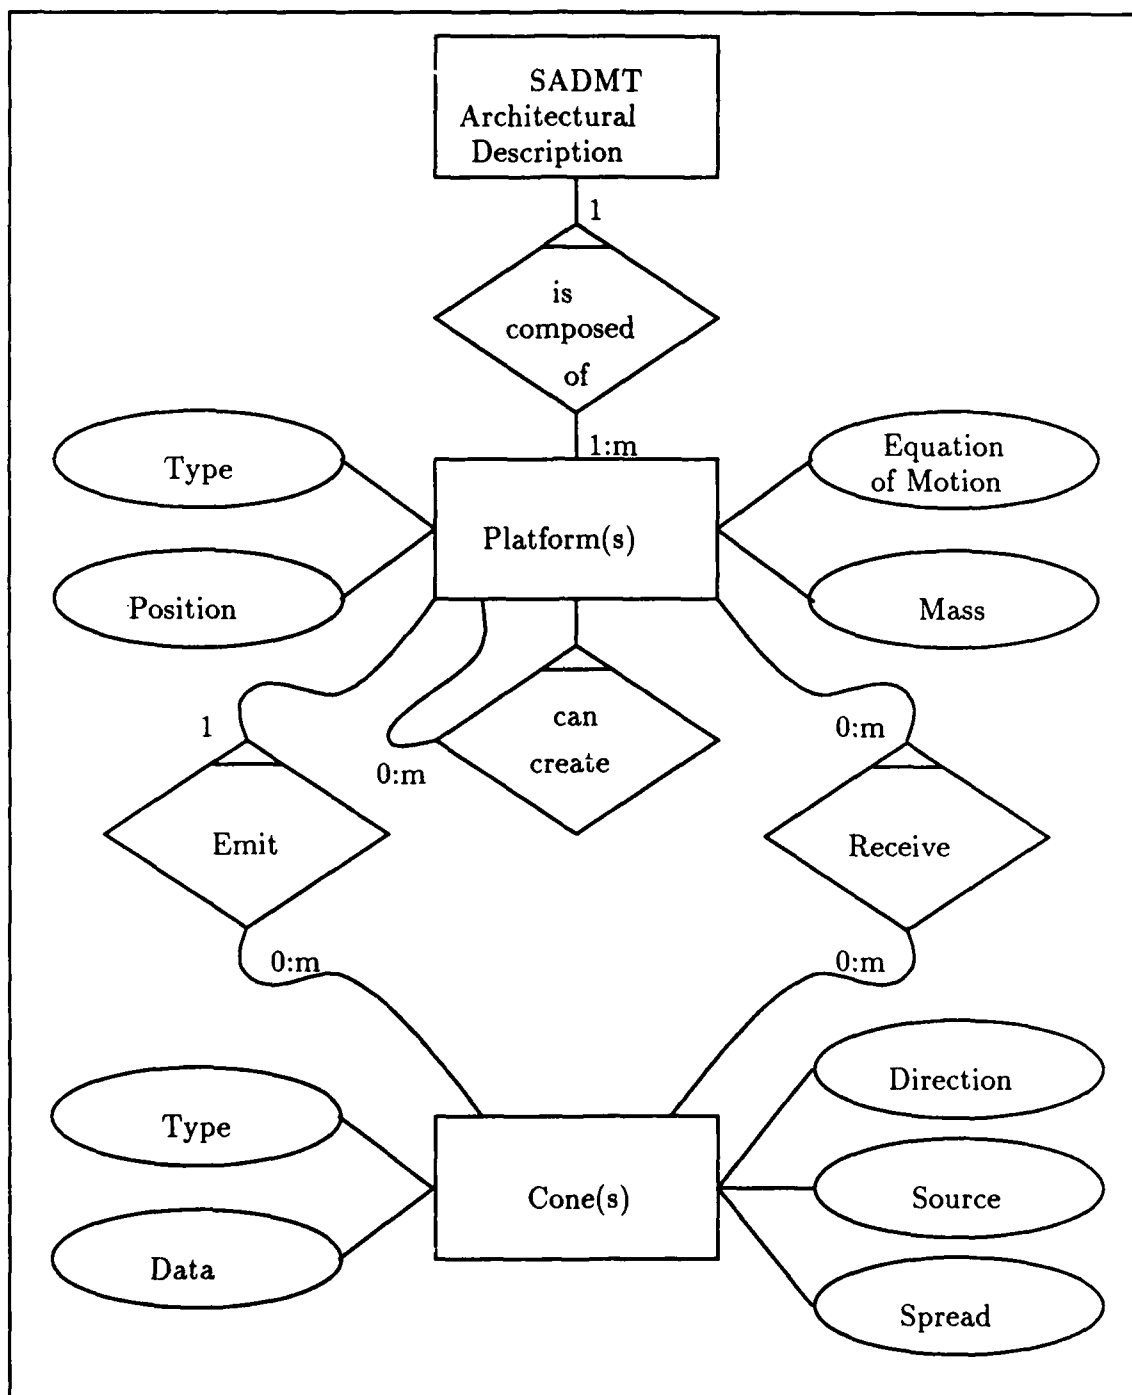 SADMT
Architectural
Description
1
is
composed
of
1:m
Type
Equation
of Motion
Platform(s)
Position
Mass
1
0:m
can
create
0:m
Emit
Receive
0:m
0:m
Type
Direction
Cone(s)
Source
Data
Spread